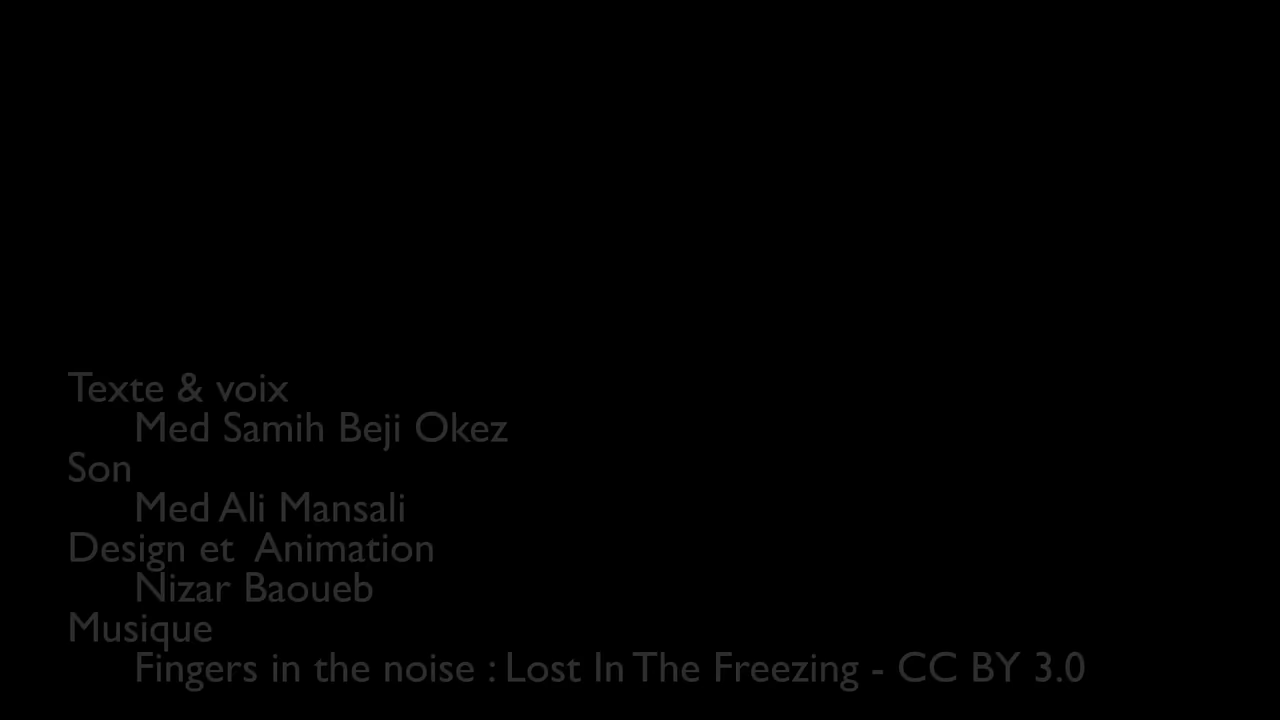 Texte & voix
Med Samih Beji Okez
Son
Med Ali Mansali
Design et  Animation
Nizar Baoueb
Musique
Fingers in the noise : Lost In The Freezing - CC BY 3.0